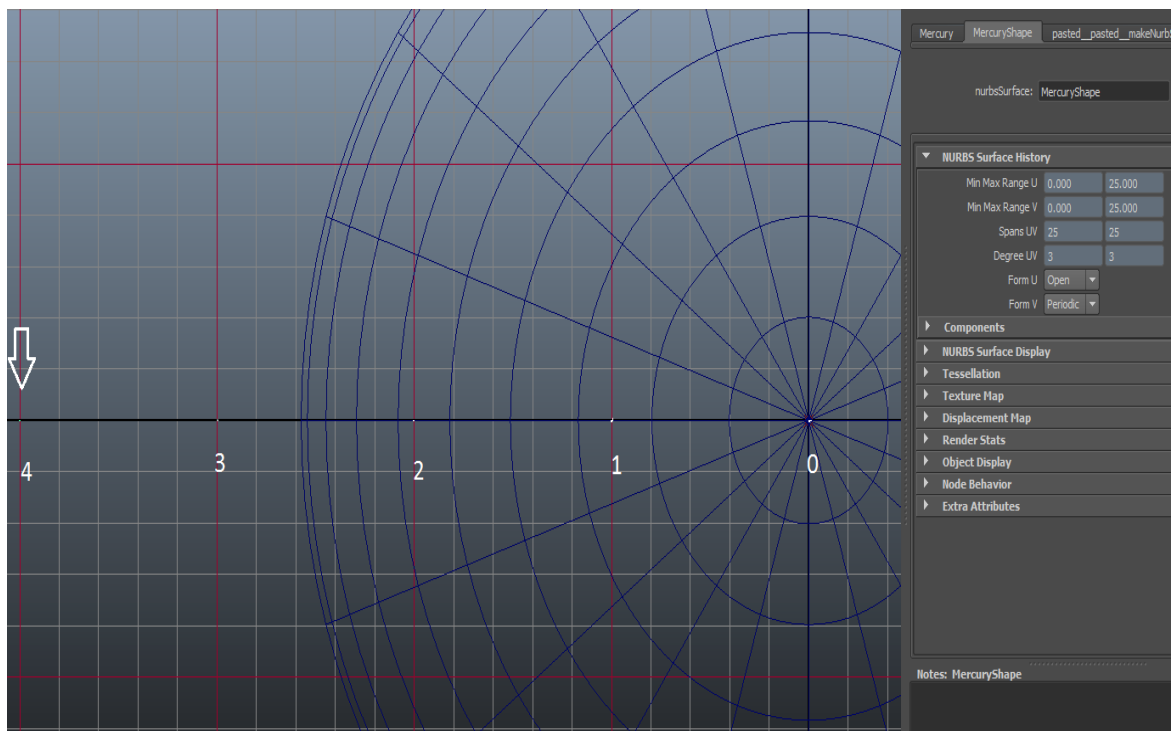 Mercury MercuryShape pasted__pasted__makeNurbS
nurbsSurface: MercuryShape
NURBS Surface History
Min Max Range U 0.000 25.000
Min Max Range V 0.000 25.000
Spans UV 25 25
Degree UV 3 3
Form U Open
Form V Periodic
Components
NURBS Surface Display
Tessellation
Texture Map
Displacement Map
Render Stats
Object Display
Node Behavior
Extra Attributes
Notes: MercuryShape
4 3 2 1 0